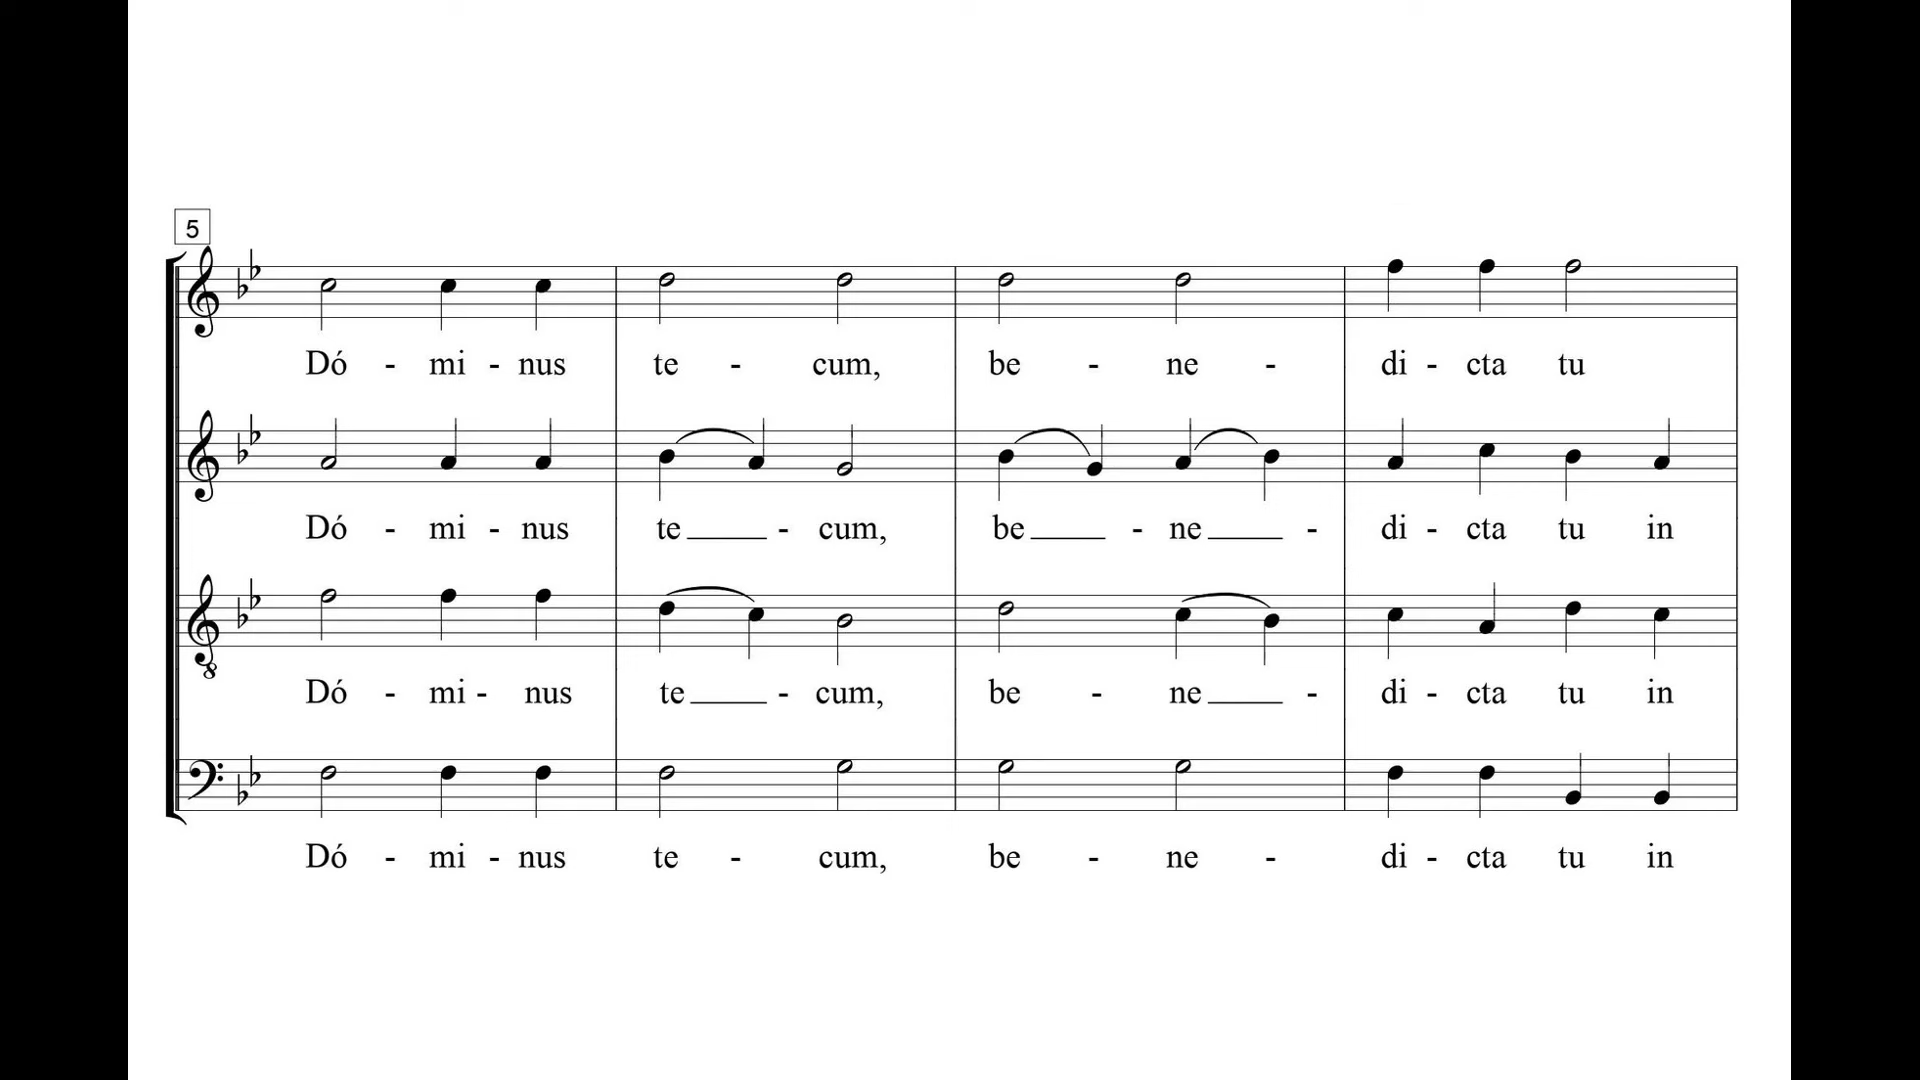 5
Dó - mi - nus te - cum, be - ne - di - cta tu
Dó - mi - nus te - cum, be - ne - di - cta tu in
Dó - mi - nus te - cum, be - ne - di - cta tu in
Dó - mi - nus te - cum, be - ne - di - cta tu in